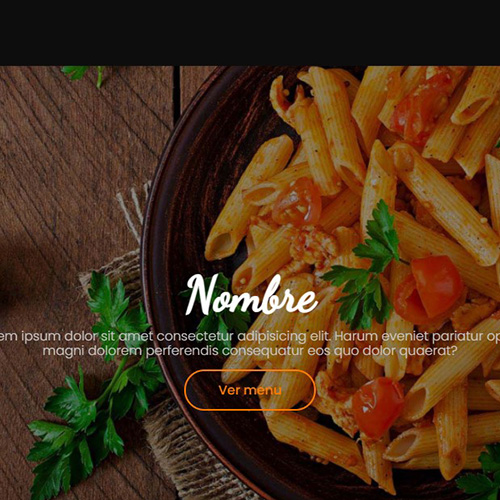 Nombre
em ipsum dolor sit amet consectetur adipisicing elit. Harum eveniet pariatur op
magni dolorem perferendis consequatur eos quo dolor quaerat?
Ver menu